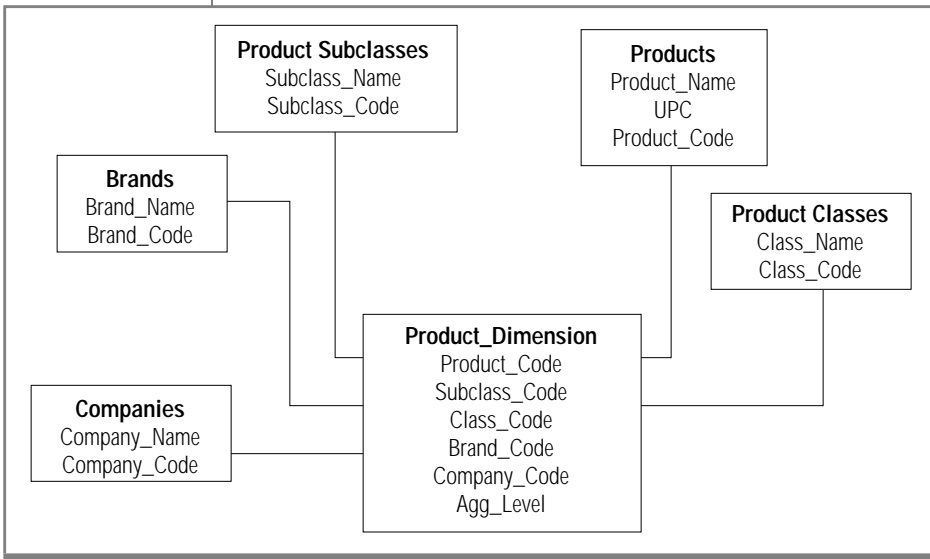 Product Subclasses
Subclass_Name
Subclass_Code
Products
Product_Name
UPC
Product_Code
Brands
Brand_Name
Brand_Code
Product Classes
Class_Name
Class_Code
Companies
Company_Name
Company_Code
Product_Dimension
Product_Code
Subclass_Code
Class_Code
Brand_Code
Company_Code
Agg_Level